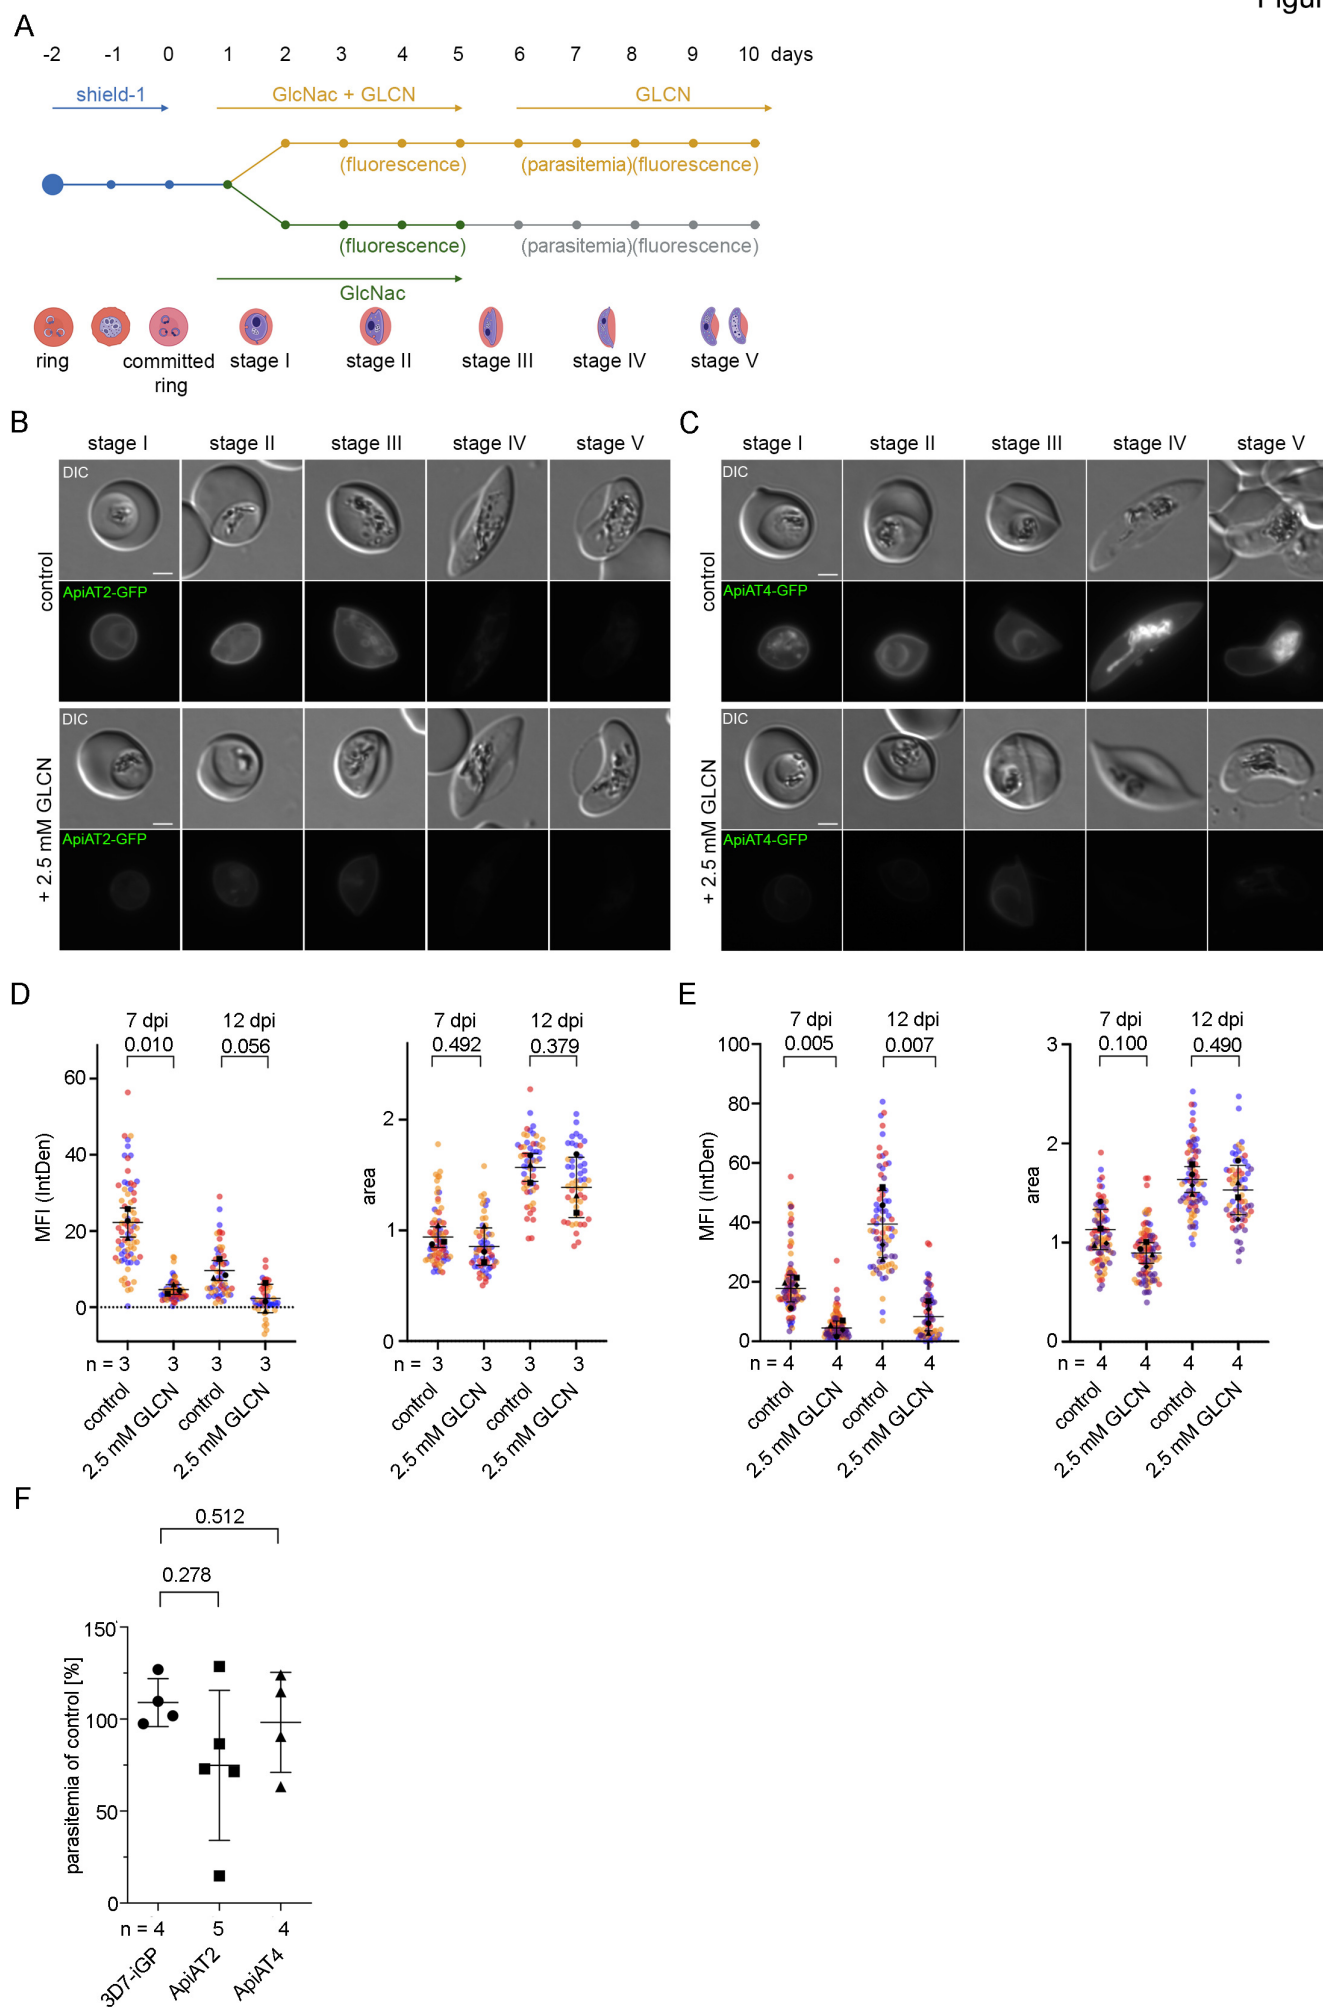 Figur
A
-2 -1 0 1 2 3 4 5 6 7 8 9 10 days
shield-1 GlcNac + GLCN GLCN
(fluorescence) (parasitemia)(fluorescence)
(fluorescence) (parasitemia)(fluorescence)
GlcNac
ring committed ring stage I stage II stage III stage IV stage V
B
stage I stage II stage III stage IV stage V
control
DIC
ApiAT2-GFP
+ 2.5 mM GLCN
DIC
ApiAT2-GFP
C
stage I stage II stage III stage IV stage V
control
DIC
ApiAT4-GFP
+ 2.5 mM GLCN
DIC
ApiAT4-GFP
D
7 dpi 12 dpi
0.010 0.056
MFI (IntDen)
60
40
20
0
n = 3 3 3 3
control 2.5 mM GLCN control 2.5 mM GLCN
7 dpi 12 dpi
0.492 0.379
area
2
1
0
n = 3 3 3 3
control 2.5 mM GLCN control 2.5 mM GLCN
E
7 dpi 12 dpi
0.005 0.007
MFI (IntDen)
100
80
60
40
20
0
n = 4 4 4 4
control 2.5 mM GLCN control 2.5 mM GLCN
7 dpi 12 dpi
0.100 0.490
area
3
2
1
0
n = 4 4 4 4
control 2.5 mM GLCN control 2.5 mM GLCN
F
0.512
0.278
parasitemia of control [%]
150
100
50
0
n = 4 5 4
3D7-iGP ApiAT2 ApiAT4